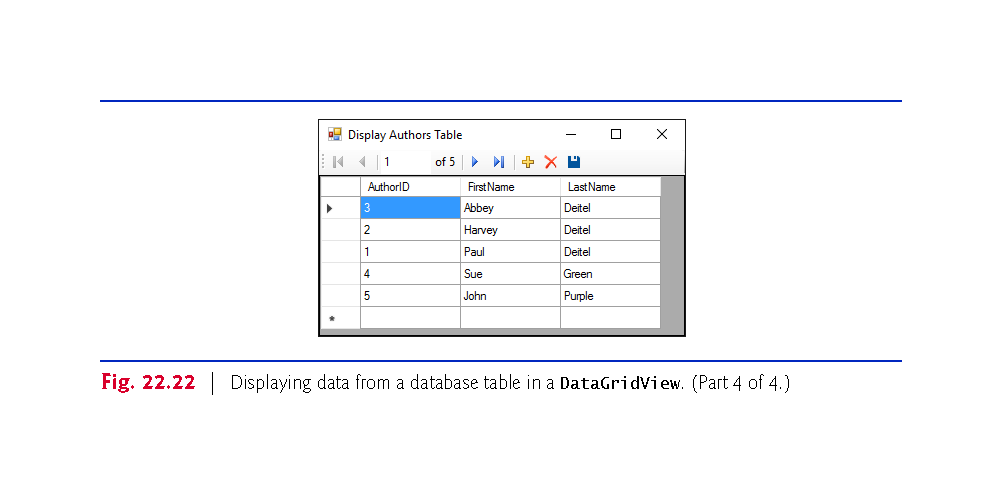 Display Authors Table
1 of 5
AuthorID FirstName LastName
3 Abbey Deitel
2 Harvey Deitel
1 Paul Deitel
4 Sue Green
5 John Purple
*
Fig. 22.22 | Displaying data from a database table in a DataGridView. (Part 4 of 4.)